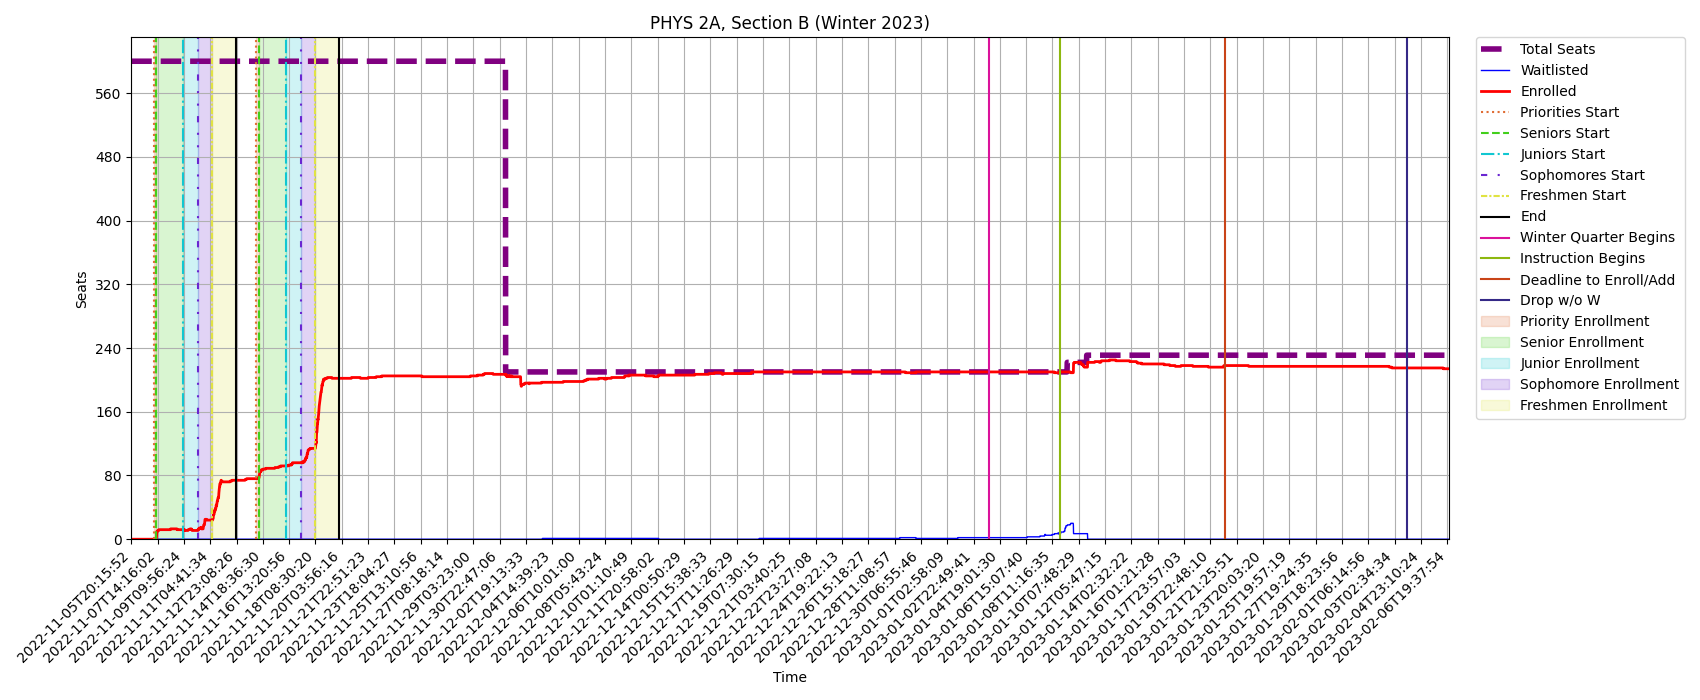 PHYS 2A, Section B (Winter 2023)
Seats
560
480
400
320
240
160
80
0
2022-11-05T20:15:52
2022-11-07T14:16:02
2022-11-09T09:56:24
2022-11-11T04:41:34
2022-11-12T23:08:26
2022-11-14T18:36:30
2022-11-16T13:20:56
2022-11-18T08:30:20
2022-11-20T03:56:16
2022-11-21T22:51:23
2022-11-23T18:04:27
2022-11-25T13:10:56
2022-11-27T08:18:14
2022-11-29T03:23:00
2022-11-30T22:47:06
2022-12-02T19:13:33
2022-12-04T14:39:23
2022-12-06T10:01:00
2022-12-08T05:43:24
2022-12-10T01:10:49
2022-12-11T20:58:02
2022-12-14T00:50:29
2022-12-15T15:38:33
2022-12-17T11:26:29
2022-12-19T07:30:15
2022-12-21T03:40:25
2022-12-22T23:27:08
2022-12-24T19:22:13
2022-12-26T15:18:27
2022-12-28T11:08:57
2022-12-30T06:55:46
2023-01-01T02:58:09
2023-01-02T22:49:41
2023-01-04T19:01:30
2023-01-06T15:07:40
2023-01-08T11:16:35
2023-01-10T07:48:29
2023-01-12T05:47:15
2023-01-14T02:32:22
2023-01-16T01:21:28
2023-01-17T23:57:03
2023-01-19T22:48:10
2023-01-21T21:25:51
2023-01-23T20:03:20
2023-01-25T19:57:19
2023-01-27T19:24:35
2023-01-29T18:23:56
2023-02-01T06:14:56
2023-02-03T02:34:34
2023-02-04T23:10:24
2023-02-06T19:37:54
Time
Total Seats
Waitlisted
Enrolled
Priorities Start
Seniors Start
Juniors Start
Sophomores Start
Freshmen Start
End
Winter Quarter Begins
Instruction Begins
Deadline to Enroll/Add
Drop w/o W
Priority Enrollment
Senior Enrollment
Junior Enrollment
Sophomore Enrollment
Freshmen Enrollment